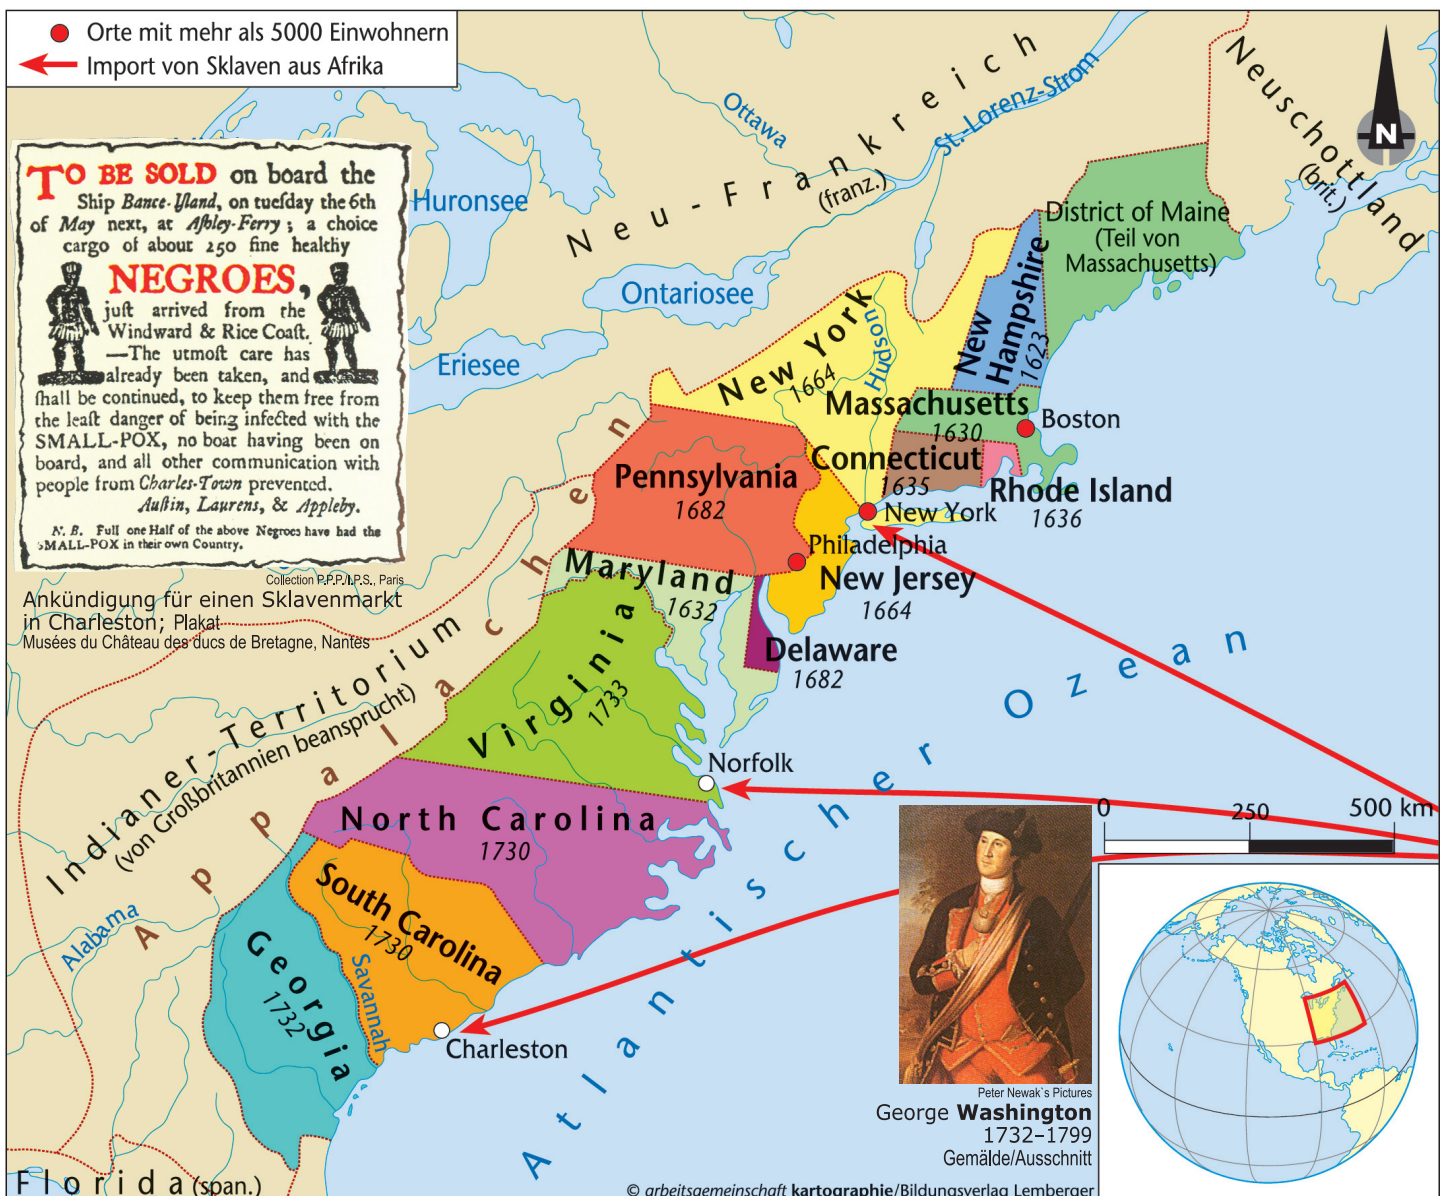 Orte mit mehr als 5000 Einwohnern
Import von Sklaven aus Afrika
TO BE SOLD on board the
Ship Bance-Yland, on tueſday the 6th
of May next, at Aſhley-Ferry; a choice
cargo of about 250 fine healthy
NEGROES,
juſt arrived from the
Windward & Rice Coaſt.
—The utmoſt care has
already been taken, and
ſhall be continued, to keep them free from
the leaſt danger of being infected with the
SMALL-POX, no boat having been on
board, and all other communication with
people from Charles-Town prevented.
Auſtin, Laurens, & Appleby.
N. B. Full one Half of the above Negroes have had the
SMALL-POX in their own Country.
Collection P.P.P./I.P.S., Paris
Ankündigung für einen Sklavenmarkt
in Charleston; Plakat
Musées du Château des ducs de Bretagne, Nantes
Neu-Frankreich
(franz.)
Ottawa
St.-Lorenz-Strom
Neuschottland
(brit.)
N
Huronsee
Ontariosee
Eriesee
District of Maine
(Teil von
Massachusetts)
New
Hampshire
1623
New York
1664
Hudson
Massachusetts
1630
Boston
Connecticut
1635
Rhode Island
1636
New York
Pennsylvania
1682
Philadelphia
New Jersey
1664
Maryland
1632
Delaware
1682
Virginia
1733
Norfolk
North Carolina
1730
South Carolina
1730
Charleston
Georgia
1732
Savannah
Alabama
Appalachen
Indianer-Territorium
(von Großbritannien beansprucht)
Florida (span.)
Atlantischer Ozean
0 250 500 km
Peter Newak`s Pictures
George Washington
1732–1799
Gemälde/Ausschnitt
© arbeitsgemeinschaft kartographie/Bildungsverlag Lemberger